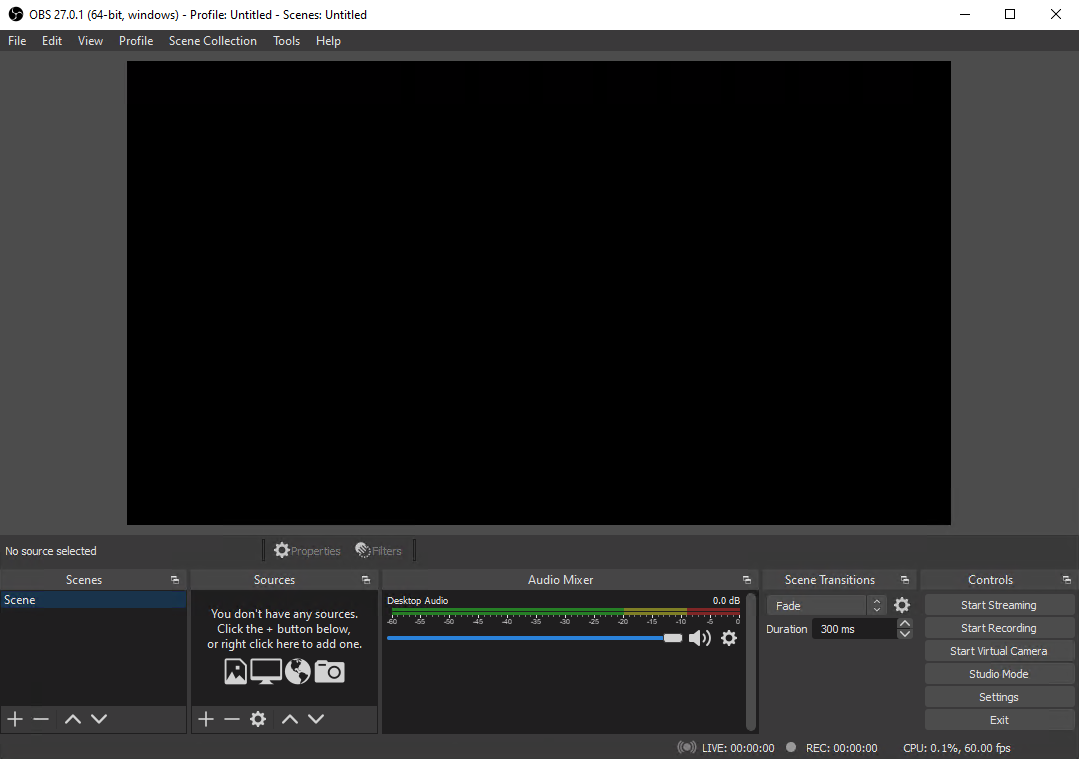 OBS 27.0.1 (64-bit, windows) - Profile: Untitled - Scenes: Untitled
File Edit View Profile Scene Collection Tools Help
No source selected
Properties Filters
Scenes
Scene
Sources
You don't have any sources.
Click the + button below,
or right click here to add one.
Audio Mixer
Desktop Audio 0.0 dB
-60 -55 -50 -45 -40 -35 -30 -25 -20 -15 -10 -5 0
Scene Transitions
Fade
Duration 300 ms
Controls
Start Streaming
Start Recording
Start Virtual Camera
Studio Mode
Settings
Exit
LIVE: 00:00:00 REC: 00:00:00 CPU: 0.1%, 60.00 fps